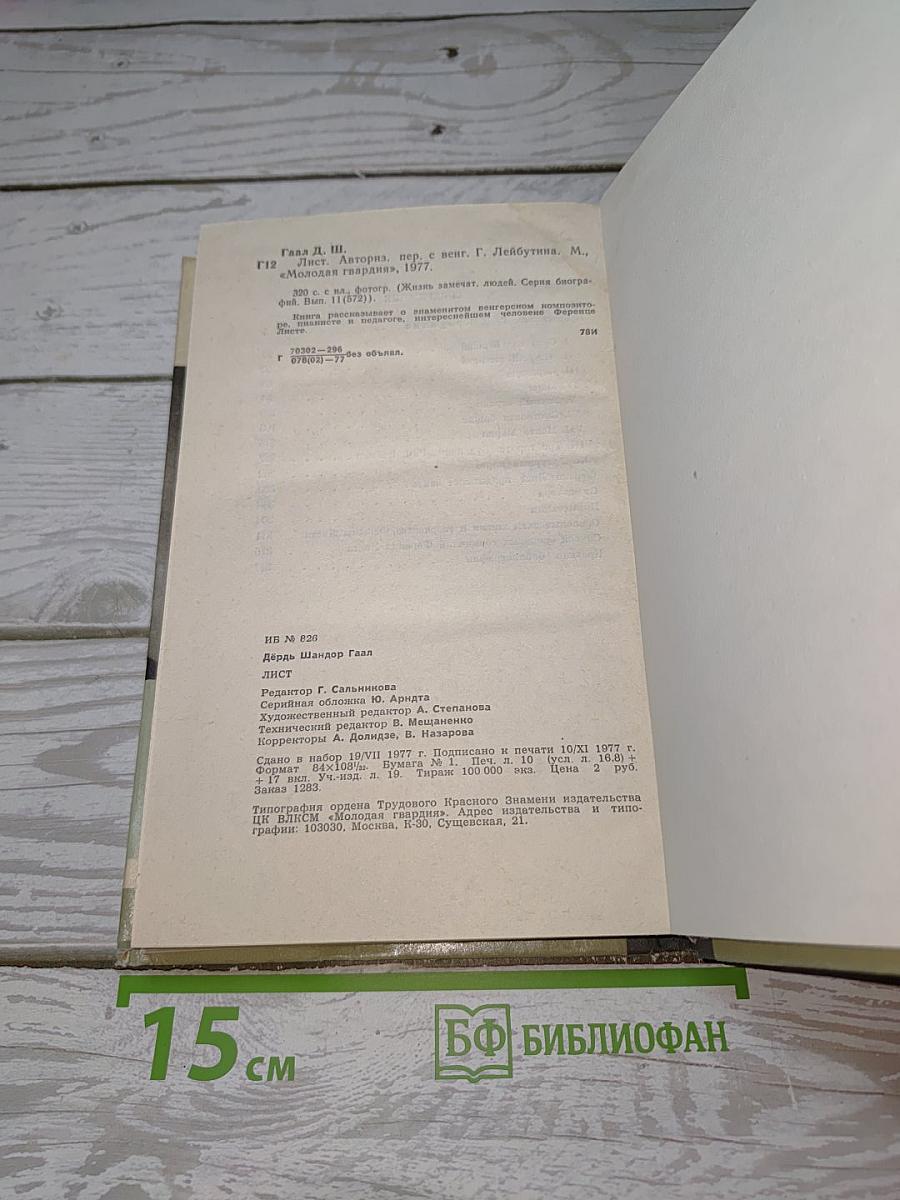 Гаал Д. Ш.
Г12 Лист. Авториз. пер. с венг. Г. Лейбутина. М.,
«Молодая гвардия», 1977.
320 с. с ил., фотогр. (Жизнь замечат. людей. Серия биогра-
фий. Вып. 11(572)).
Книга рассказывает о знаменитом венгерском композито-
ре, пианисте и педагоге, интереснейшем человеке Ференце
Листе.
78И
Г 70302—296
078(02)—77 без объявл.
ИБ № 826
Дёрдь Шандор Гаал
ЛИСТ
Редактор Г. Сальникова
Серийная обложка Ю. Арндта
Художественный редактор А. Степанова
Технический редактор В. Мещаненко
Корректоры А. Долидзе, В. Назарова
Сдано в набор 19/VII 1977 г. Подписано к печати 10/XI 1977 г.
Формат 84×108¹/₃₂. Бумага № 1. Печ. л. 10 (усл. л. 16.8) +
+ 17 вкл. Уч.-изд. л. 19. Тираж 100 000 экз. Цена 2 руб.
Заказ 1283.
Типография ордена Трудового Красного Знамени издательства
ЦК ВЛКСМ «Молодая гвардия». Адрес издательства и типо-
графии: 103030, Москва, К-30, Сущевская, 21.
15 см
БФ БИБЛИОФАН